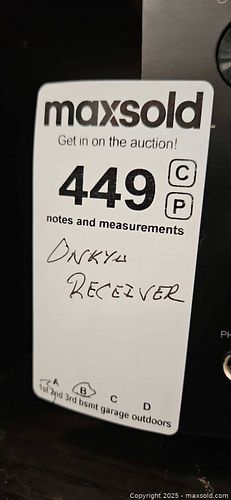 maxsold
Get in on the auction!
449 C
P
notes and measurements
ONKYO
RECEIVER
A B C D
1st 2nd 3rd bsmt garage outdoors
PH
Copyright 2025 - maxsold.com